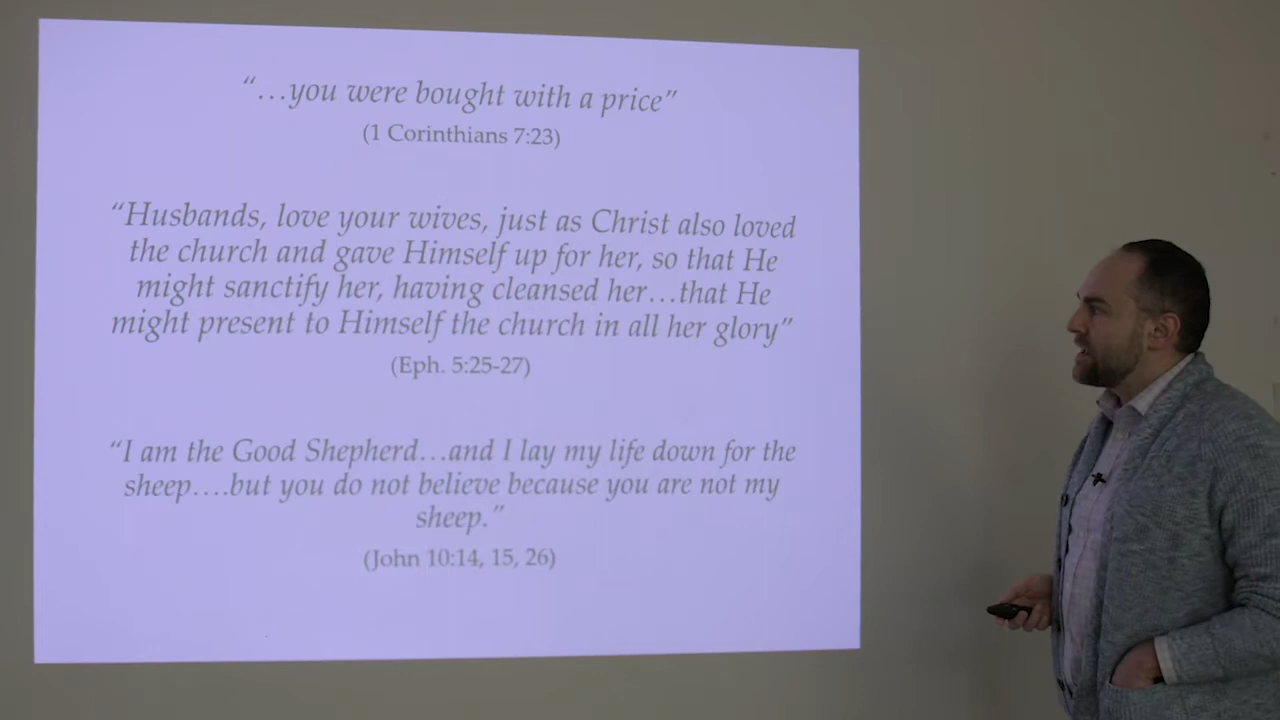 “…you were bought with a price”
(1 Corinthians 7:23)
“Husbands, love your wives, just as Christ also loved
the church and gave Himself up for her, so that He
might sanctify her, having cleansed her…that He
might present to Himself the church in all her glory”
(Eph. 5:25-27)
“I am the Good Shepherd…and I lay my life down for the
sheep….but you do not believe because you are not my
sheep.”
(John 10:14, 15, 26)